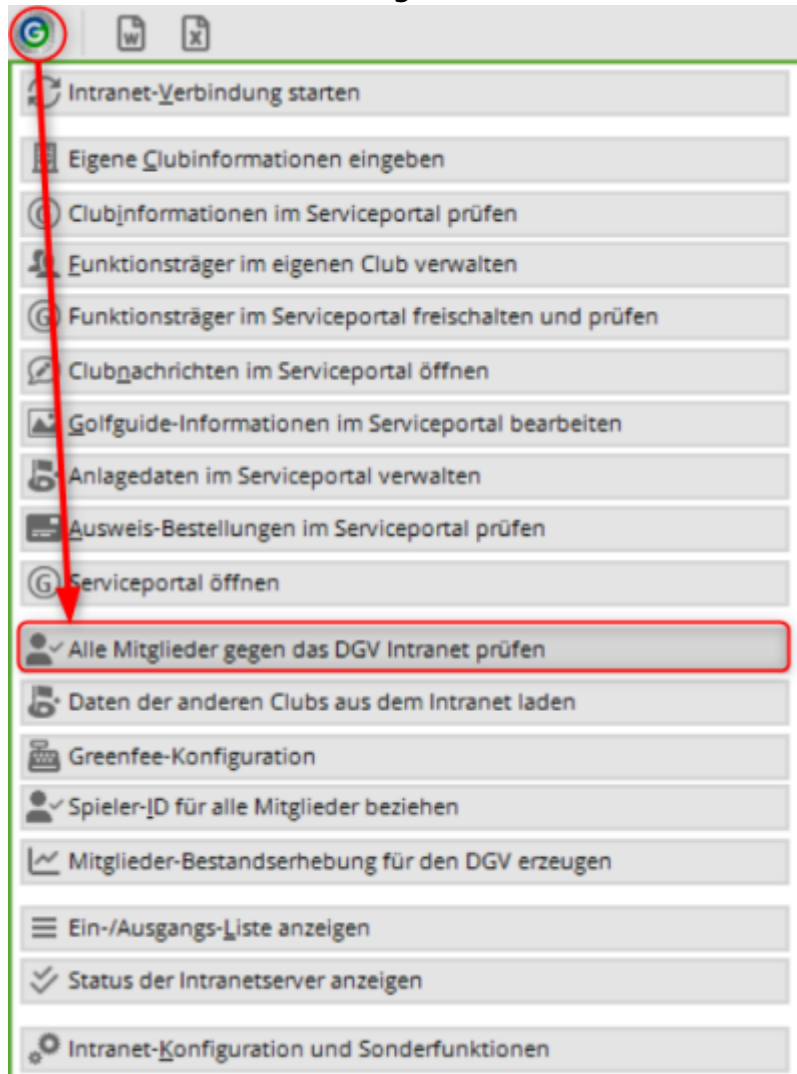 G
W X
Intranet-Verbindung starten
Eigene Clubinformationen eingeben
Clubinformationen im Serviceportal prüfen
Funktionsträger im eigenen Club verwalten
G Funktionsträger im Serviceportal freischalten und prüfen
Clubnachrichten im Serviceportal öffnen
Golfguide-Informationen im Serviceportal bearbeiten
Anlagedaten im Serviceportal verwalten
Ausweis-Bestellungen im Serviceportal prüfen
G Serviceportal öffnen
Alle Mitglieder gegen das DGV Intranet prüfen
Daten der anderen Clubs aus dem Intranet laden
Greenfee-Konfiguration
Spieler-ID für alle Mitglieder beziehen
Mitglieder-Bestandserhebung für den DGV erzeugen
Ein-/Ausgangs-Liste anzeigen
Status der Intranetserver anzeigen
Intranet-Konfiguration und Sonderfunktionen